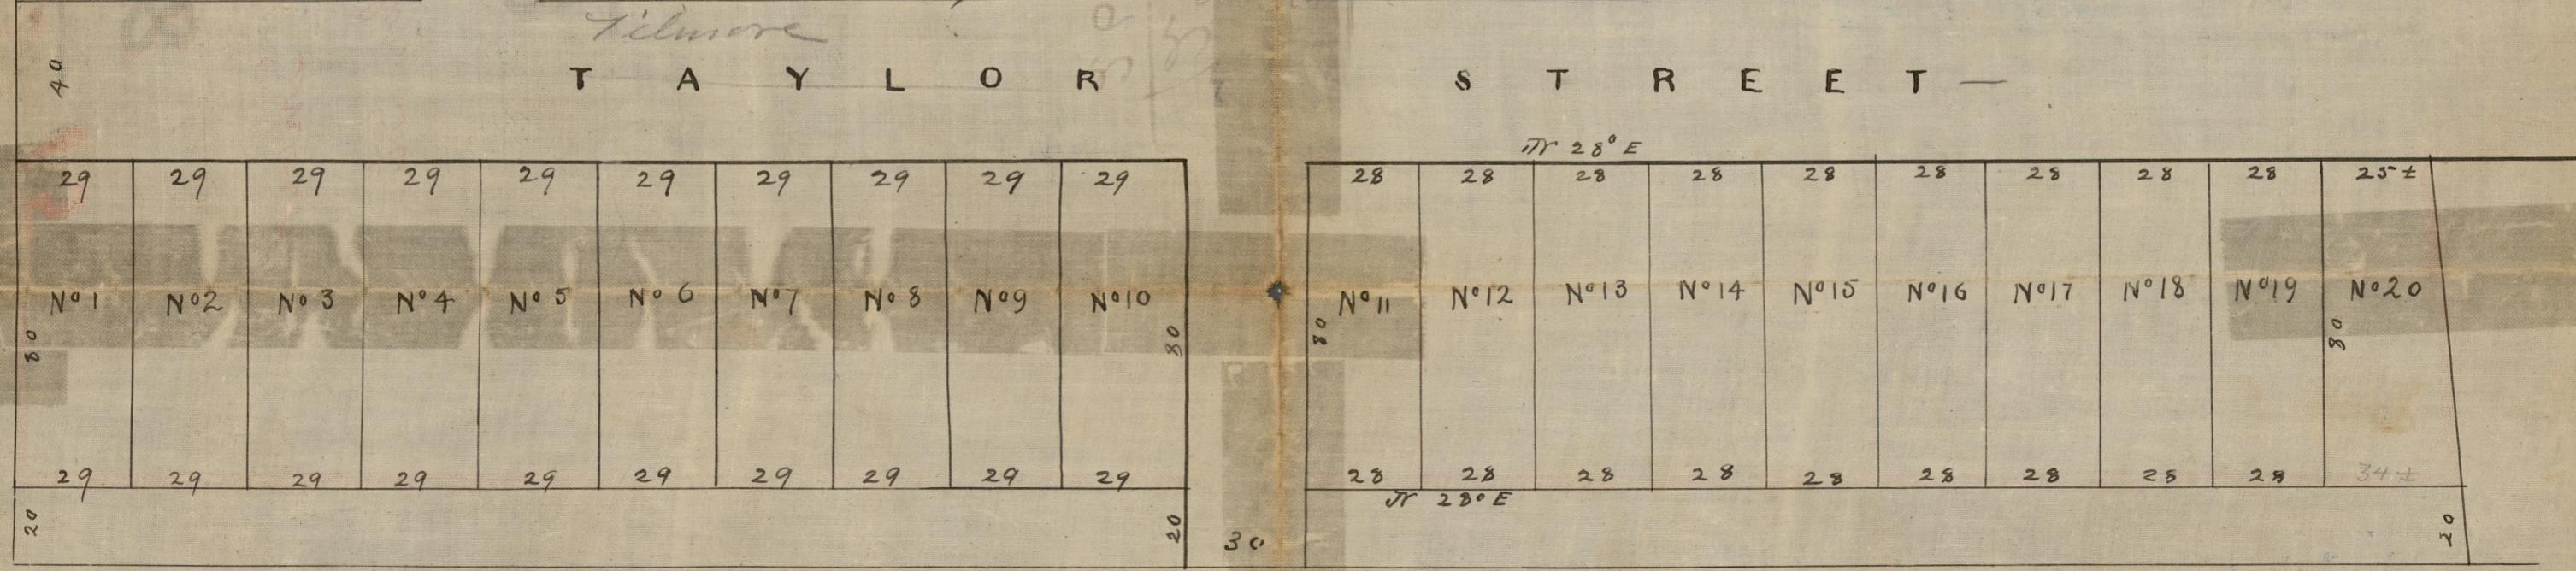 Filmore
40
TAYLOR STREET —
N 28° E
29 29 29 29 29 29 29 29 29 29 28 28 28 28 28 28 28 28 28 25±
Nº 1 Nº 2 Nº 3 Nº 4 Nº 5 Nº 6 Nº 7 Nº 8 Nº 9 Nº 10 Nº 11 Nº 12 Nº 13 Nº 14 Nº 15 Nº 16 Nº 17 Nº 18 Nº 19 Nº 20
80 80 80 80
29 29 29 29 29 29 29 29 29 29 28 28 28 28 28 28 28 28 28 34±
N 28° E
20 20 30 20